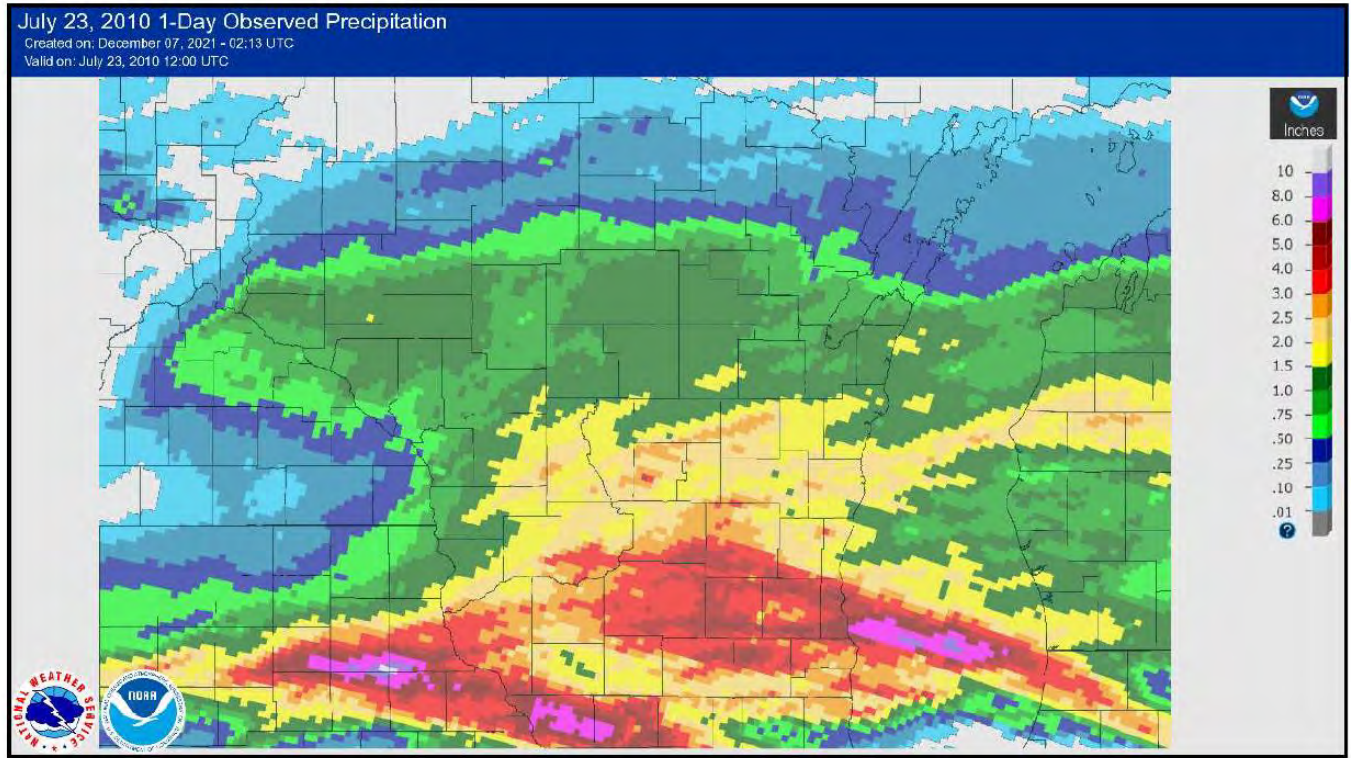 July 23, 2010 1-Day Observed Precipitation
Created on: December 07, 2021 - 02:13 UTC
Valid on: July 23, 2010 12:00 UTC
noaa
Inches
10
8.0
6.0
5.0
4.0
3.0
2.5
2.0
1.5
1.0
.75
.50
.25
.10
.01
?
NATIONAL WEATHER SERVICE
NOAA